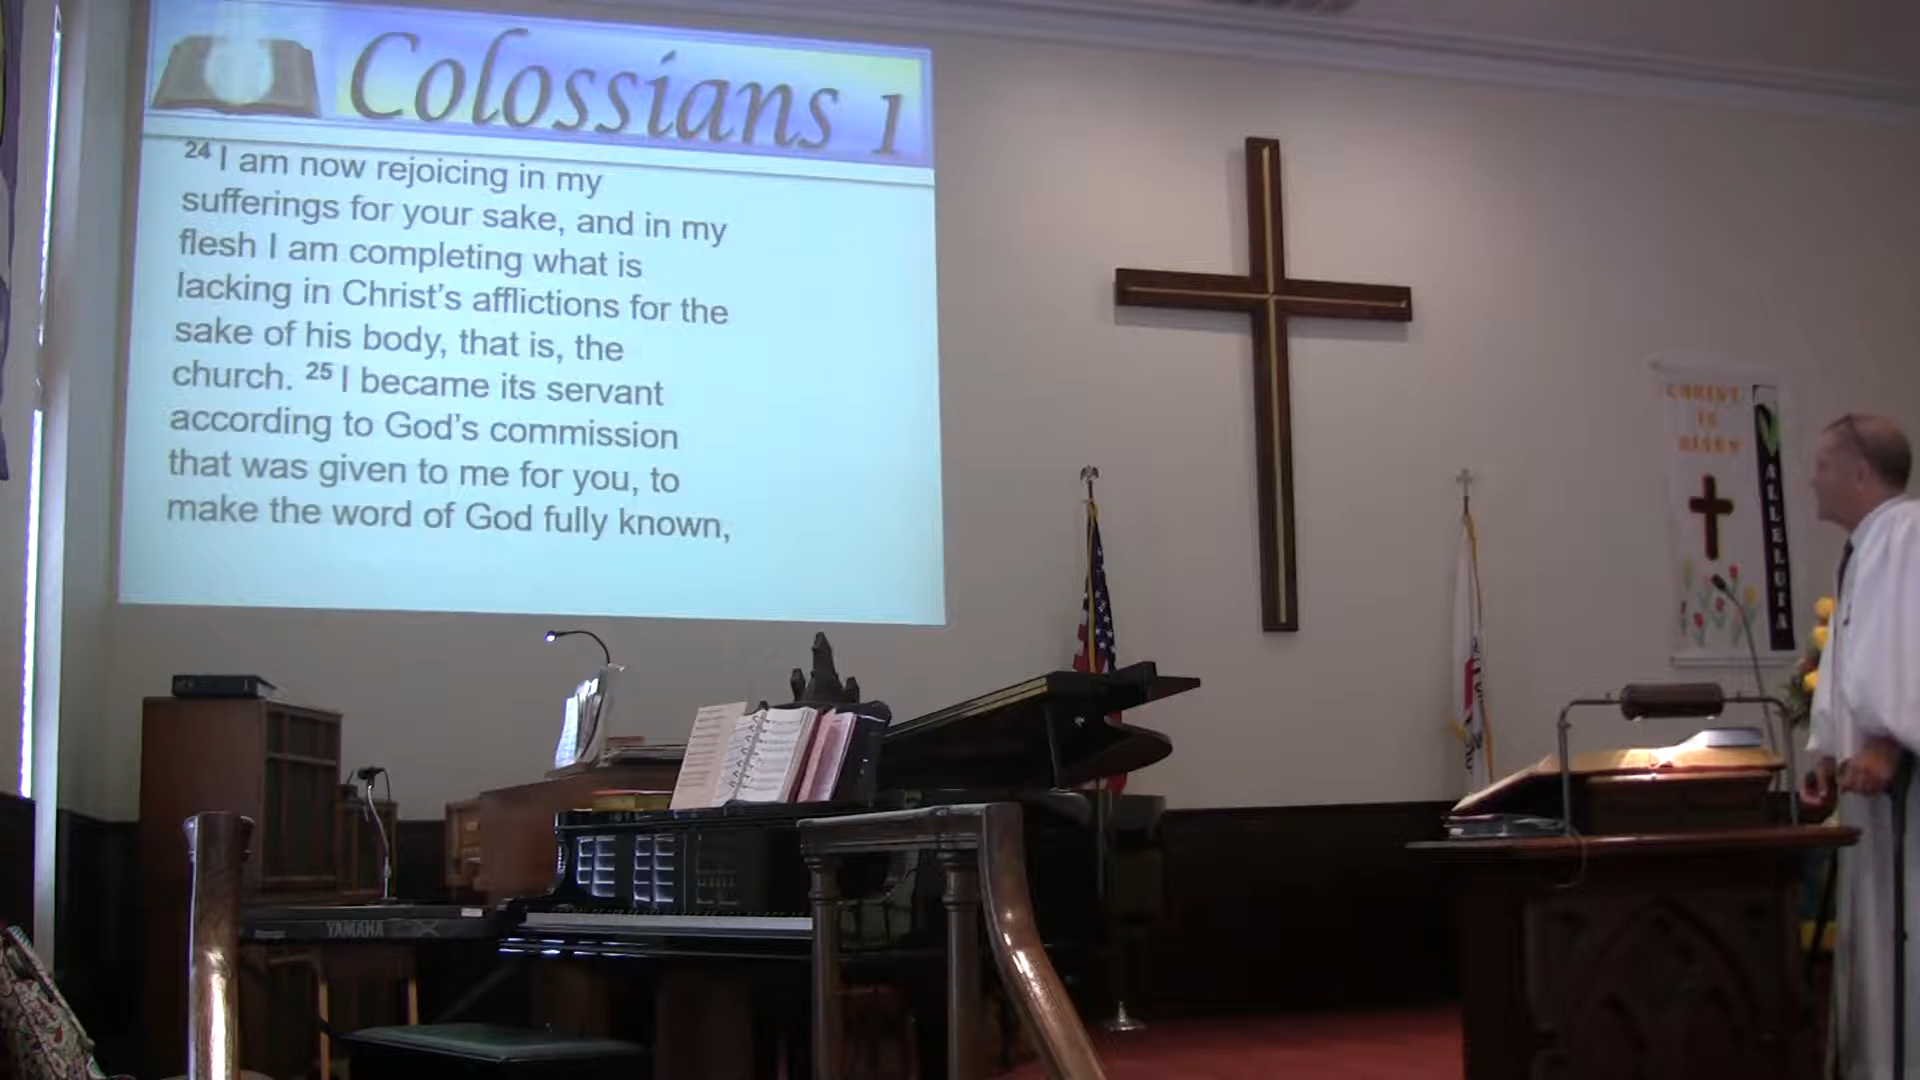 Colossians 1
24 I am now rejoicing in my
sufferings for your sake, and in my
flesh I am completing what is
lacking in Christ's afflictions for the
sake of his body, that is, the
church. 25 I became its servant
according to God's commission
that was given to me for you, to
make the word of God fully known,
CHRIST
IS
RISEN
ALLELUIA
YAMAHA